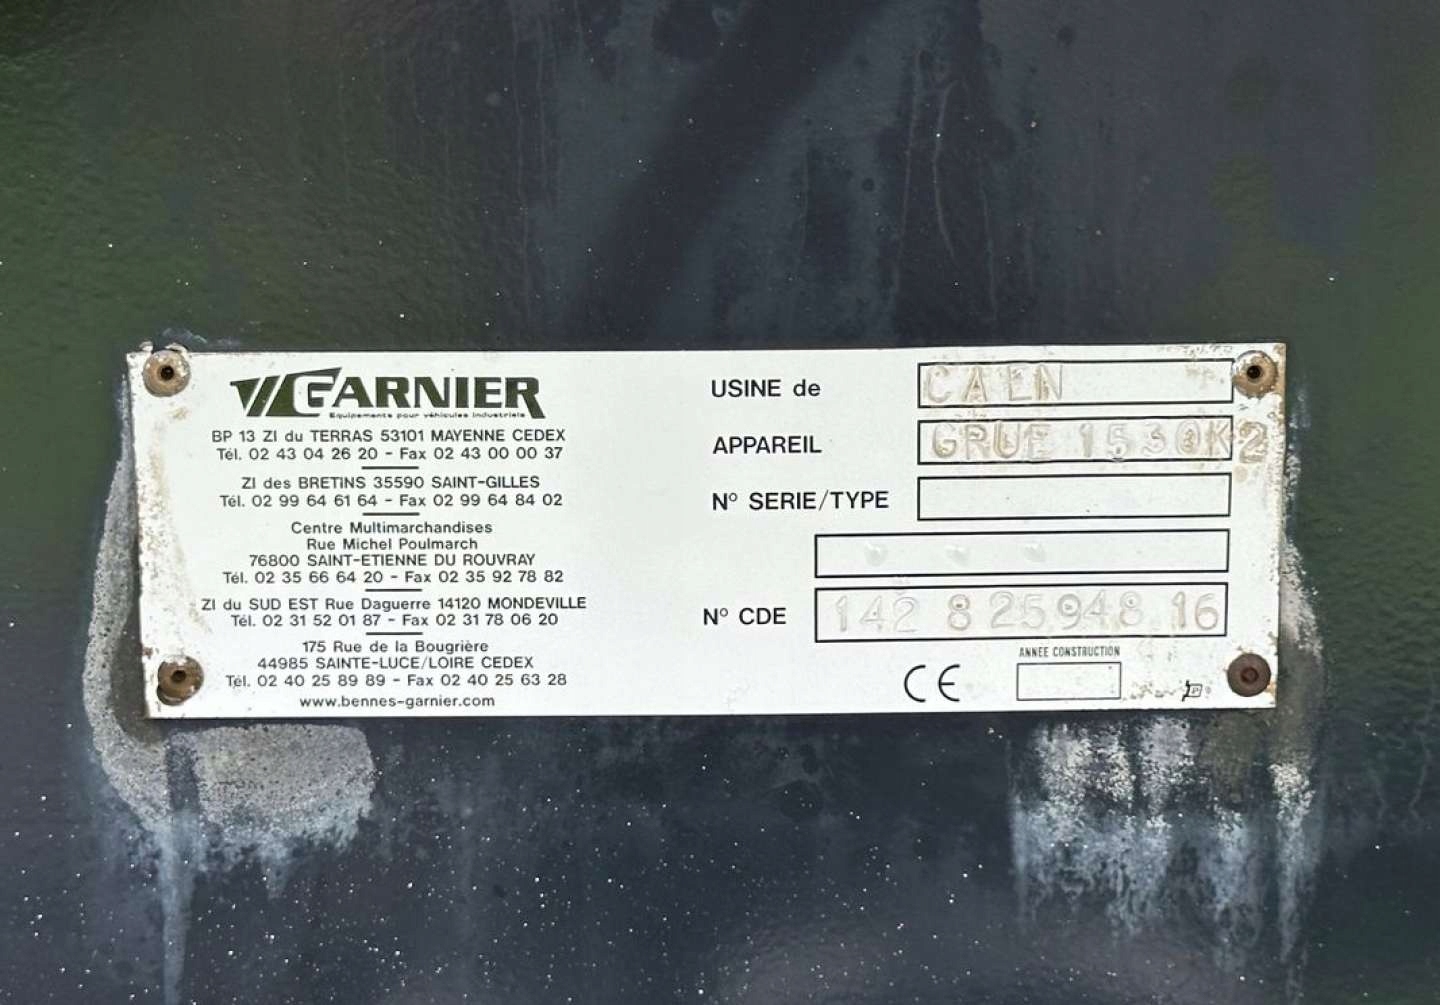 GARNIER
Equipements pour véhicules industriels
BP 13 ZI du TERRAS 53101 MAYENNE CEDEX
Tél. 02 43 04 26 20 - Fax 02 43 00 00 37
ZI des BRETINS 35590 SAINT-GILLES
Tél. 02 99 64 61 64 - Fax 02 99 64 84 02
Centre Multimarchandises
Rue Michel Poulmarch
76800 SAINT-ETIENNE DU ROUVRAY
Tél. 02 35 66 64 20 - Fax 02 35 92 78 82
ZI du SUD EST Rue Daguerre 14120 MONDEVILLE
Tél. 02 31 52 01 87 - Fax 02 31 78 06 20
175 Rue de la Bougrière
44985 SAINTE-LUCE/LOIRE CEDEX
Tél. 02 40 25 89 89 - Fax 02 40 25 63 28
www.bennes-garnier.com
USINE de CAEN
APPAREIL GRUE 1530K2
N° SERIE/TYPE
N° CDE 142 8 25948 16
ANNEE CONSTRUCTION
CE